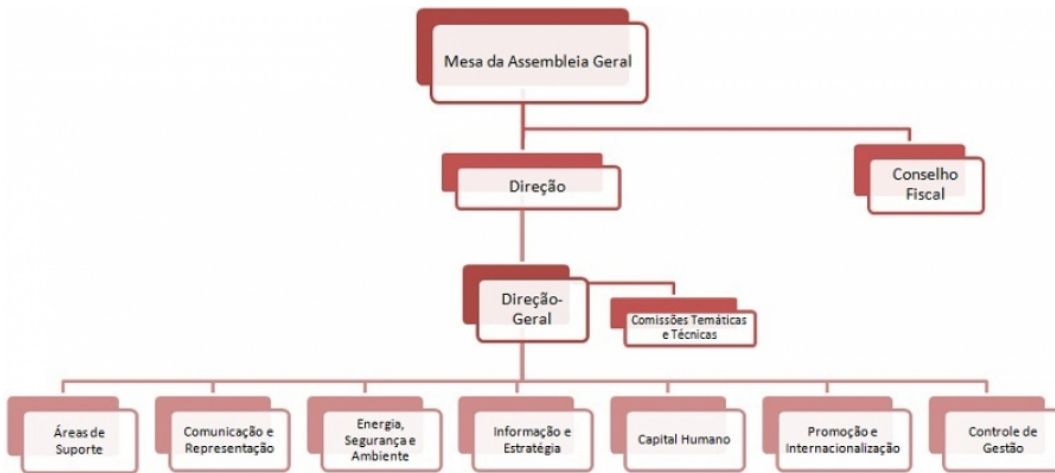 Mesa da Assembleia Geral
Direção
Conselho
Fiscal
Direção-
Geral
Comissões Temáticas
e Técnicas
Áreas de
Suporte
Comunicação e
Representação
Energia,
Segurança e
Ambiente
Informação e
Estratégia
Capital Humano
Promoção e
Internacionalização
Controle de
Gestão